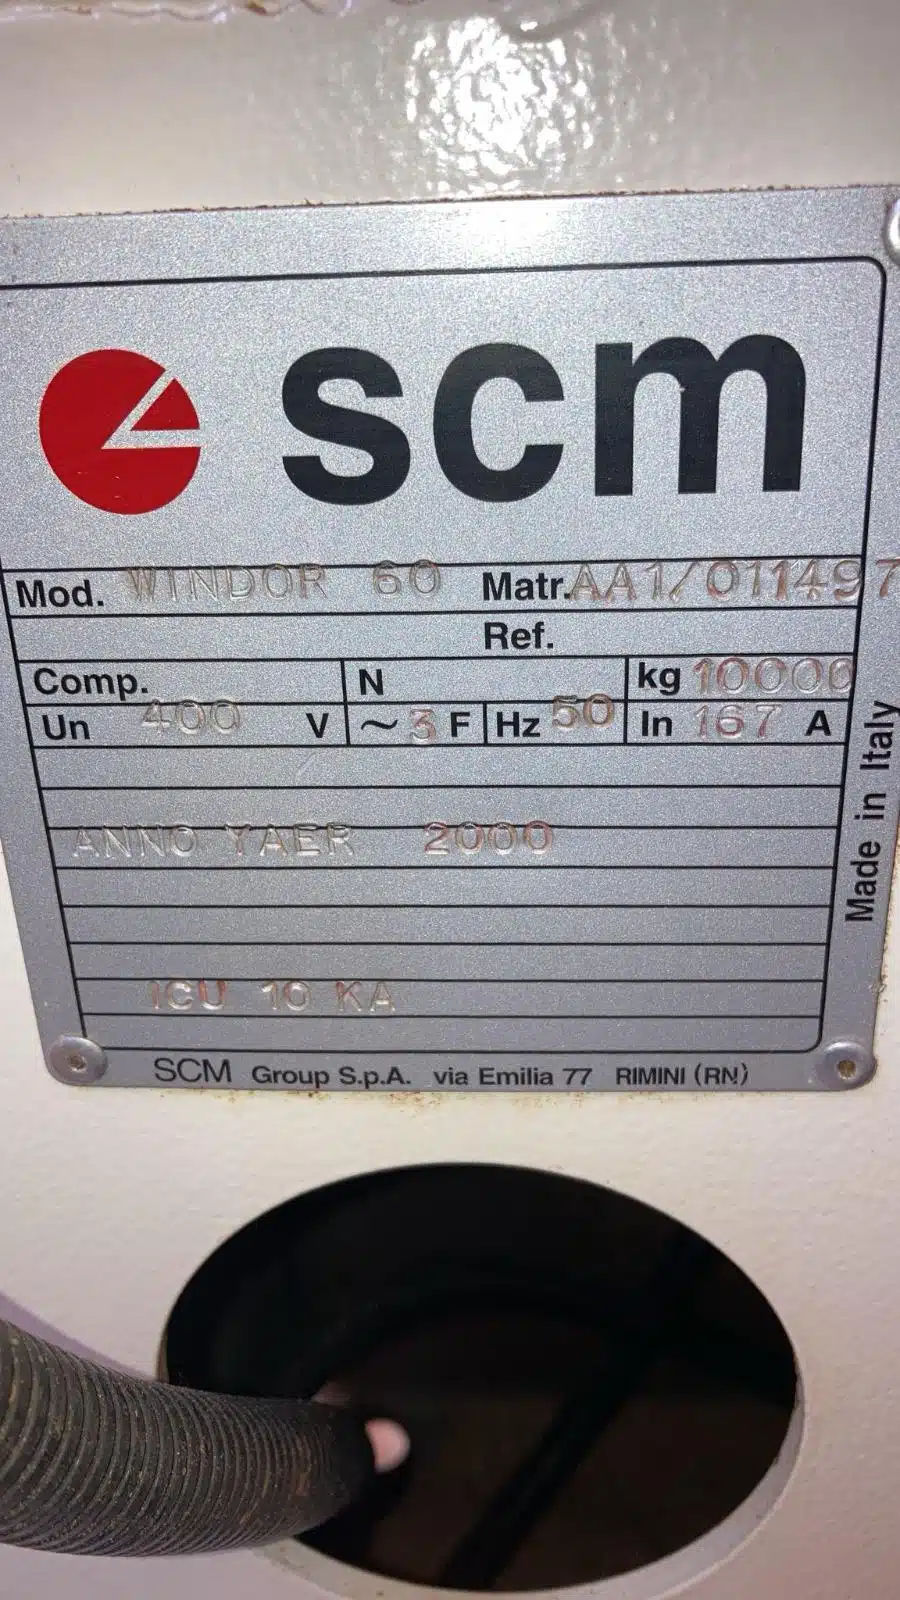 scm
Mod. WINDOR 60 Matr. AA1/011497
Ref.
Comp. N kg 10000
Un 400 V ~ 3 F Hz 50 In 167 A
ANNO YAER 2000
ICU 10 KA
SCM Group S.p.A. via Emilia 77 RIMINI (RN)
Made in Italy